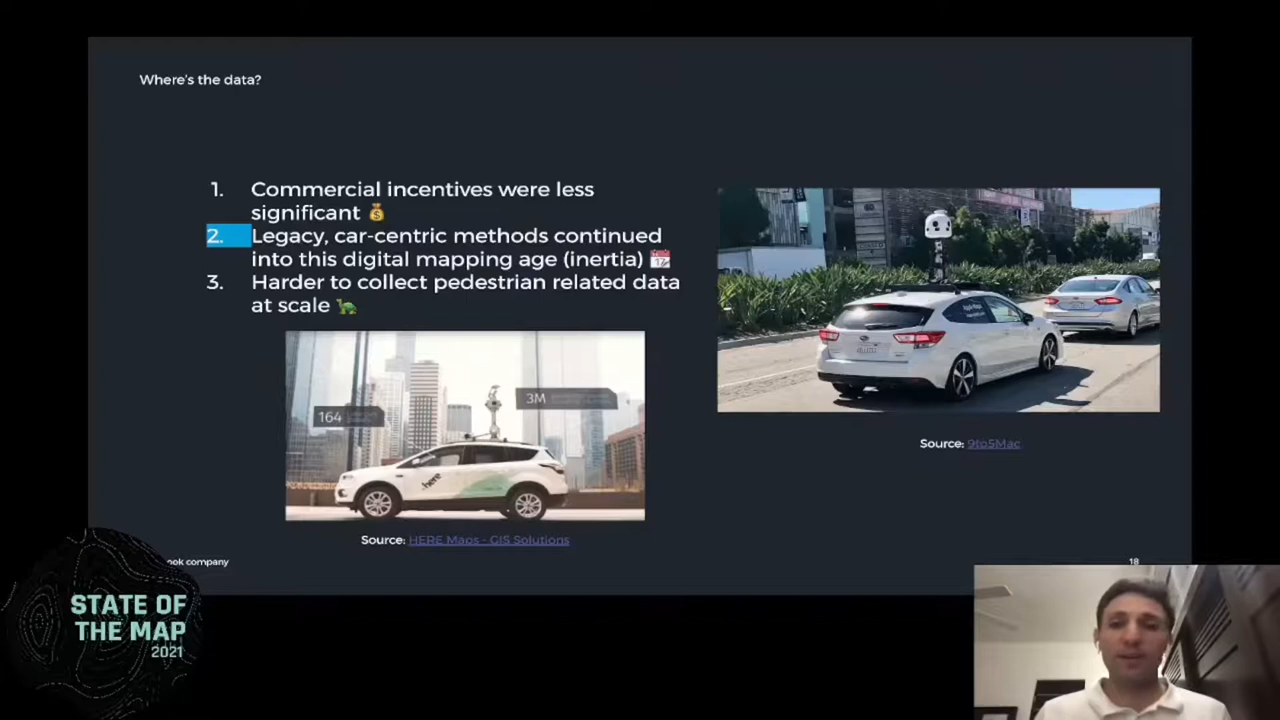 Where's the data?
1. Commercial incentives were less
significant 💰
2. Legacy, car-centric methods continued
into this digital mapping age (inertia) 📆
3. Harder to collect pedestrian related data
at scale 🐢
164
3M
here
Source: 9to5Mac
Source: HERE Maps - GIS Solutions
ook company
18
STATE OF
THE MAP
2021